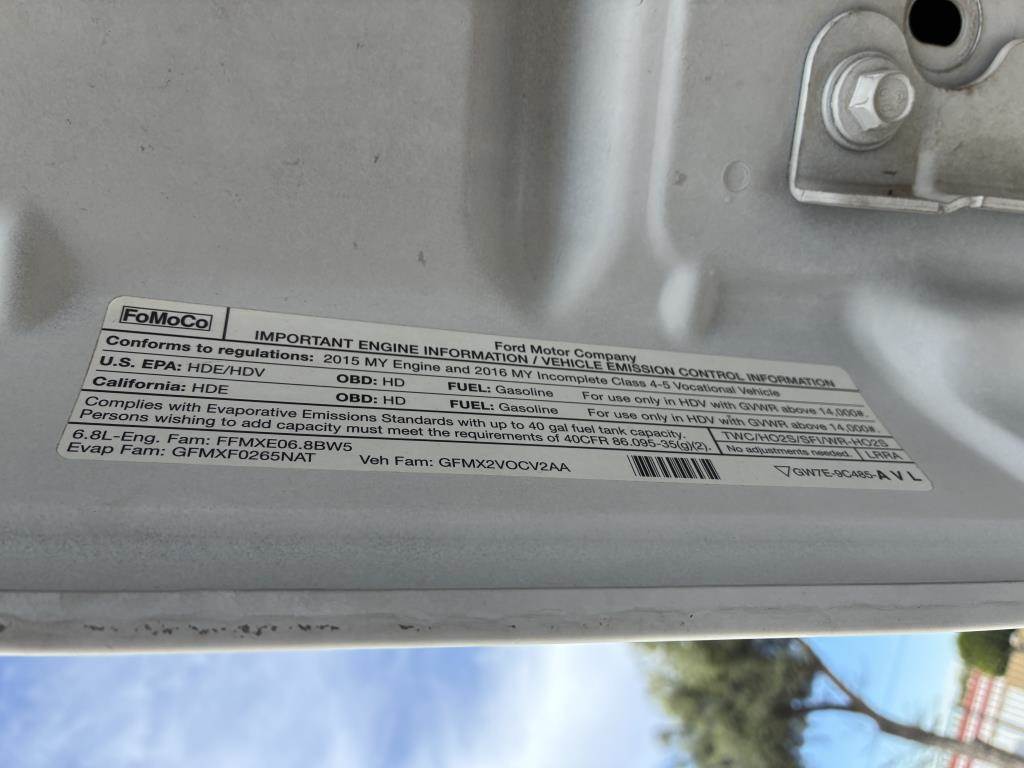 FoMoCo
Ford Motor Company
IMPORTANT ENGINE INFORMATION / VEHICLE EMISSION CONTROL INFORMATION
Conforms to regulations: 2015 MY Engine and 2016 MY Incomplete Class 4-5 Vocational Vehicle
U.S. EPA: HDE/HDV OBD: HD FUEL: Gasoline For use only in HDV with GVWR above 14,000#.
California: HDE OBD: HD FUEL: Gasoline For use only in HDV with GVWR above 14,000#.
Complies with Evaporative Emissions Standards with up to 40 gal fuel tank capacity.
Persons wishing to add capacity must meet the requirements of 40CFR 86.095-35(g)(2).
TWC/HO2S/SFI/WR-HO2S
No adjustments needed. LRRA
6.8L-Eng. Fam: FFMXE06.8BW5
Evap Fam: GFMXF0265NAT Veh Fam: GFMX2VOCV2AA
GW7E-9C485-AVL